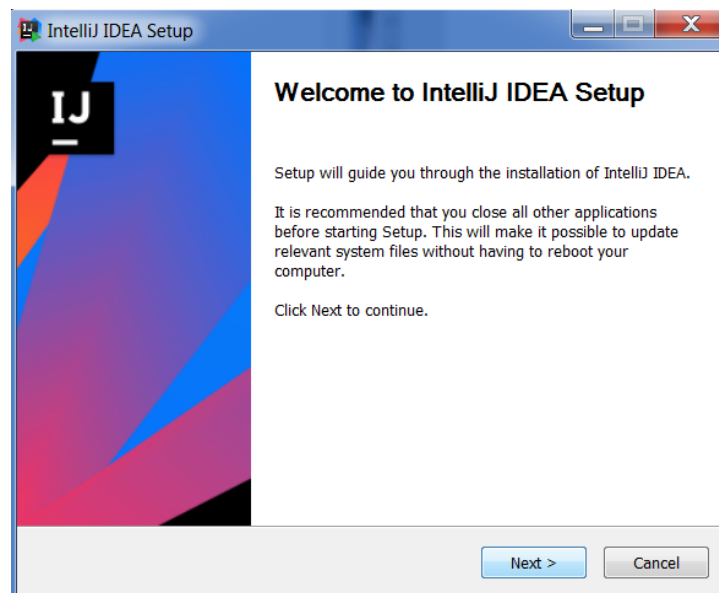 IntelliJ IDEA Setup
IJ
Welcome to IntelliJ IDEA Setup
Setup will guide you through the installation of IntelliJ IDEA.
It is recommended that you close all other applications
before starting Setup. This will make it possible to update
relevant system files without having to reboot your
computer.
Click Next to continue.
Next >
Cancel